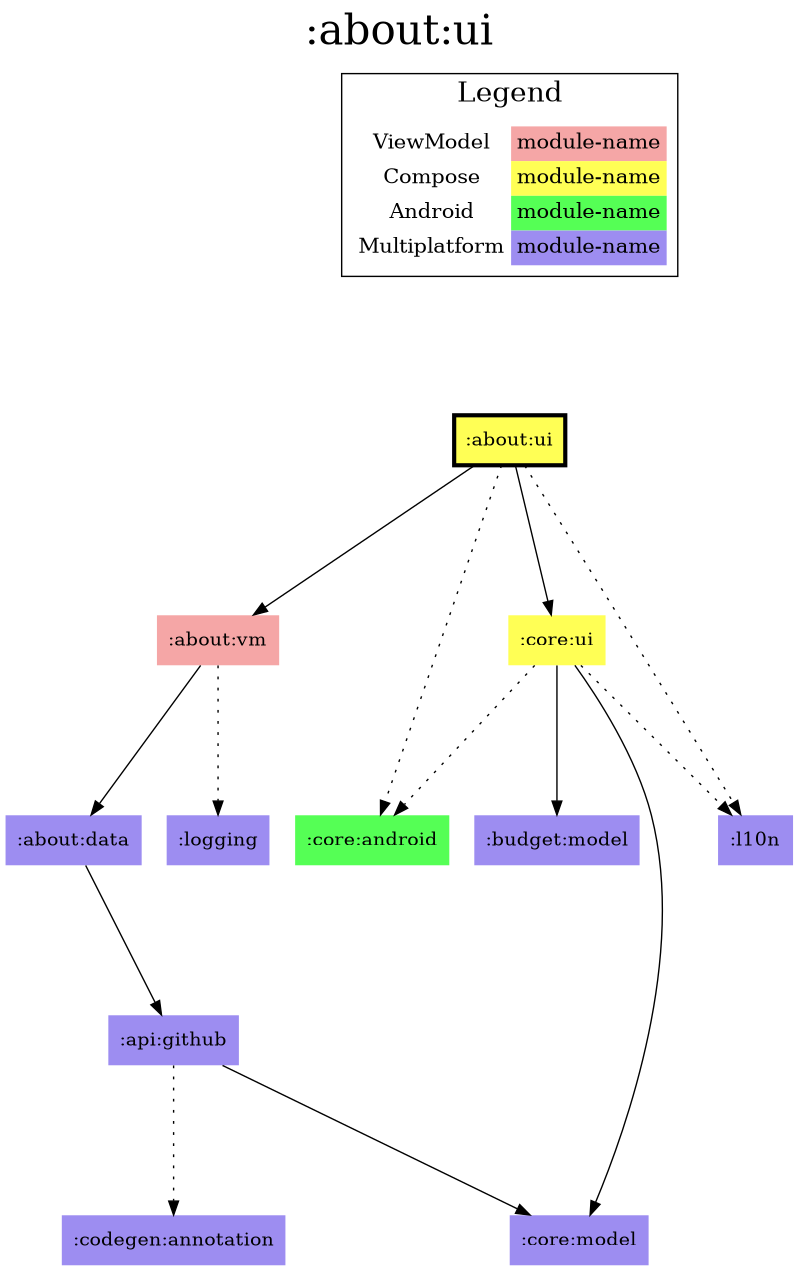 :about:ui
Legend
ViewModel module-name
Compose module-name
Android module-name
Multiplatform module-name
:about:ui
:about:vm
:core:ui
:about:data
:logging
:core:android
:budget:model
:l10n
:api:github
:codegen:annotation
:core:model